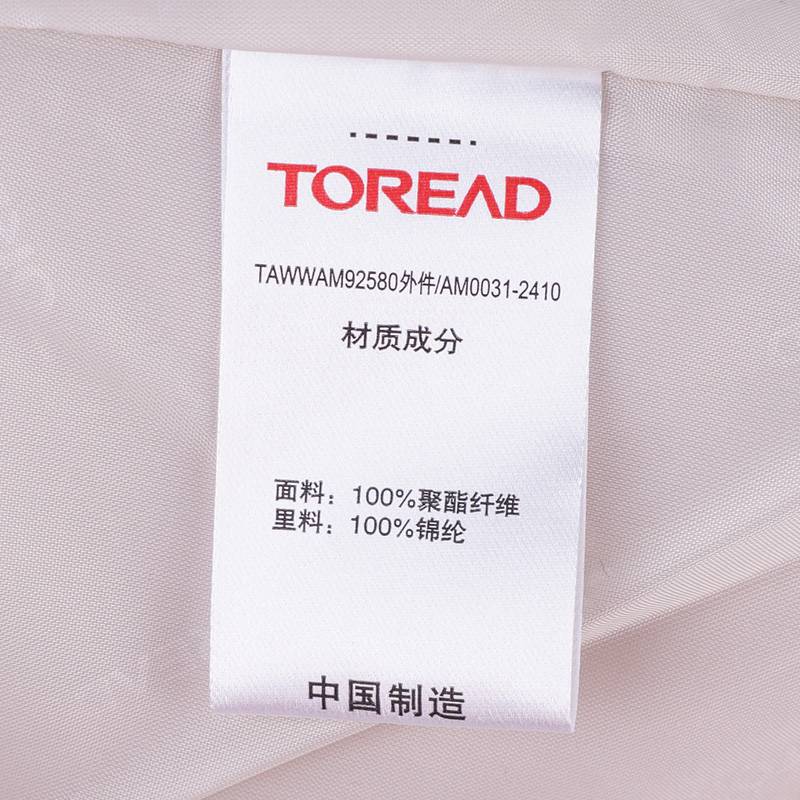 TOREAD
TAWWAM92580外件/AM0031-2410
材质成分
面料：100%聚酯纤维
里料：100%锦纶
中国制造